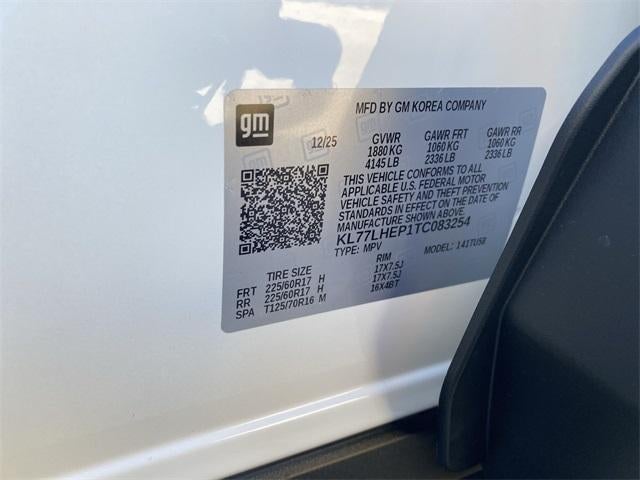 MFD BY GM KOREA COMPANY
gm
12/25 GVWR GAWR FRT GAWR RR
1880 KG 1060 KG 1060 KG
4145 LB 2336 LB 2336 LB
THIS VEHICLE CONFORMS TO ALL
APPLICABLE U.S. FEDERAL MOTOR
VEHICLE SAFETY AND THEFT PREVENTION
STANDARDS IN EFFECT ON THE DATE OF
MANUFACTURE SHOWN ABOVE.
KL77LHEP1TC083254
TYPE: MPV MODEL: 141TU58
TIRE SIZE RIM
FRT 225/60R17 H 17X7.5J
RR 225/60R17 H 17X7.5J
SPA T125/70R16 M 16X4BT